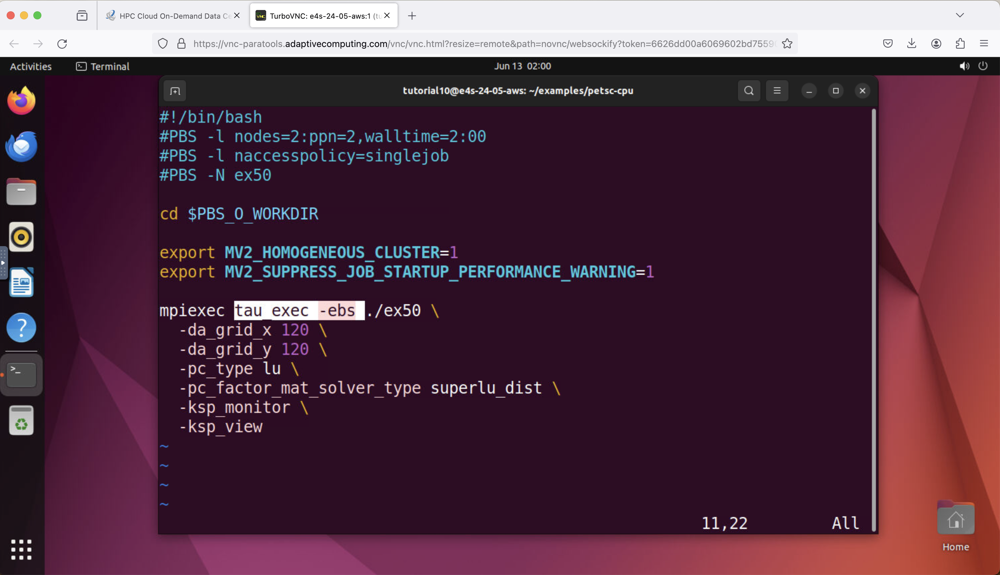 HPC Cloud On-Demand Data Ce
VNC
TurboVNC: e4s-24-05-aws:1 (tu
https://vnc-paratools.adaptivecomputing.com/vnc/vnc.html?resize=remote&path=novnc/websockify?token=6626dd00a6069602bd75590
Activities
Terminal
Jun 13 02:00
tutorial10@e4s-24-05-aws: ~/examples/petsc-cpu
#!/bin/bash
#PBS -l nodes=2:ppn=2,walltime=2:00
#PBS -l naccesspolicy=singlejob
#PBS -N ex50
cd $PBS_O_WORKDIR
export MV2_HOMOGENEOUS_CLUSTER=1
export MV2_SUPPRESS_JOB_STARTUP_PERFORMANCE_WARNING=1
mpiexec tau_exec -ebs ./ex50 \
-da_grid_x 120 \
-da_grid_y 120 \
-pc_type lu \
-pc_factor_mat_solver_type superlu_dist \
-ksp_monitor \
-ksp_view
~
~
~
~
11,22 All
Home